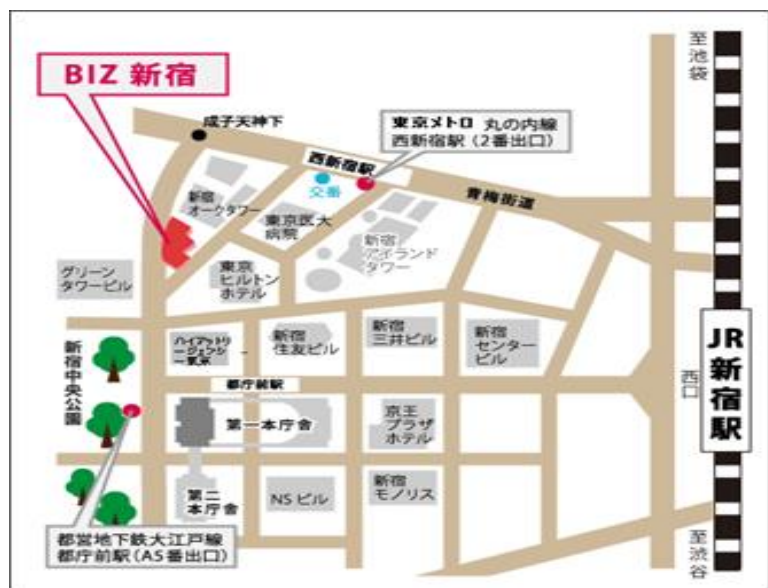 至池袋
BIZ 新宿
成子天神下
東京メトロ 丸の内線
西新宿駅(2番出口)
西新宿駅
交番
青梅街道
新宿
オークタワー
東京医大
病院
新宿
アイランド
タワー
グリーン
タワービル
東京
ヒルトン
ホテル
ハイアットリ
ージェンシ
ー東京
新宿
住友ビル
新宿
三井ビル
新宿
センター
ビル
JR新宿駅
西口
新宿中央公園
都庁前駅
第一本庁舎
京王
プラザ
ホテル
第二
本庁舎
NSビル
新宿
モノリス
都営地下鉄大江戸線
都庁前駅(A5番出口)
至渋谷